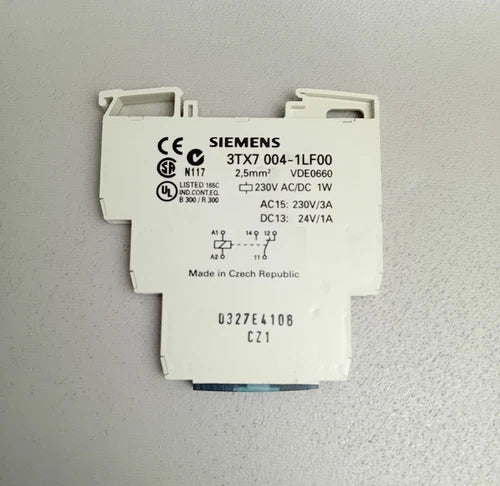 SIEMENS
3TX7 004-1LF00
N117
2,5mm² VDE0660
UL LISTED 165C
IND.CONT.EQ.
B 300 / R 300
230V AC/DC 1W
AC15: 230V/3A
DC13: 24V/1A
A1 14 12
A2 11
Made in Czech Republic
0327E4108
CZ1